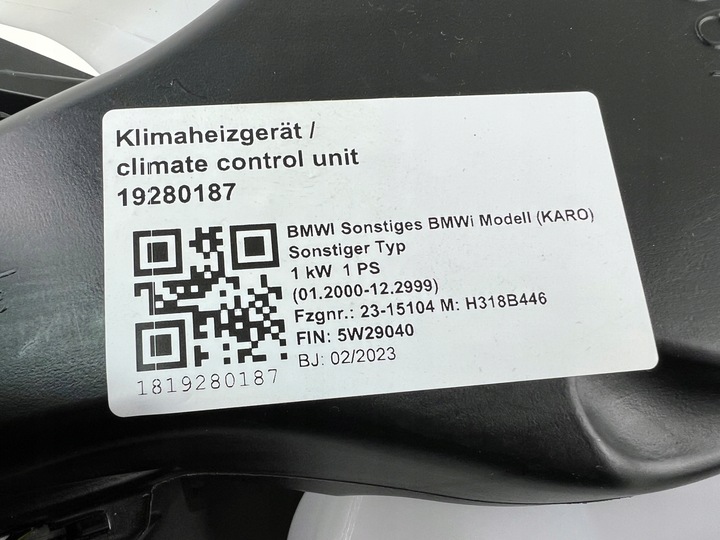 Klimaheizgerät /
climate control unit
19280187
BMWI Sonstiges BMWi Modell (KARO)
Sonstiger Typ
1 kW 1 PS
(01.2000-12.2999)
Fzgnr.: 23-15104 M: H318B446
FIN: 5W29040
BJ: 02/2023
1819280187